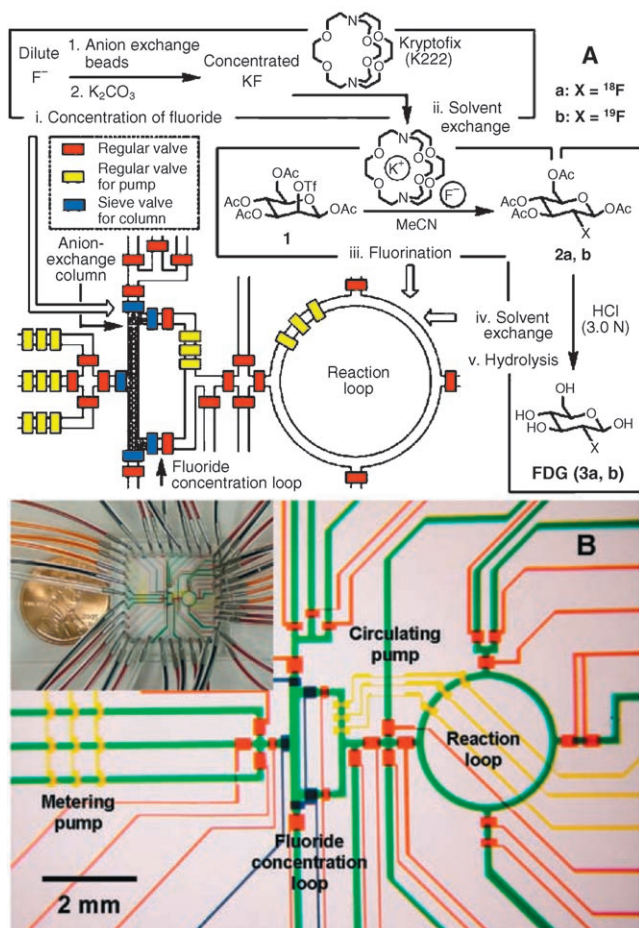 A
Dilute
F⁻
1. Anion exchange
beads
2. K₂CO₃
Concentrated
KF
N
O
O
O
O
O
O
N
Kryptofix
(K222)
a: X = ¹⁸F
b: X = ¹⁹F
i. Concentration of fluoride
ii. Solvent
exchange
Regular valve
Regular valve
for pump
Sieve valve
for column
N
O
O
O
K⁺
O
O
O
N
F⁻
OAc
OTf
AcO
AcO
O
OAc
1
MeCN
OAc
AcO
AcO
O
OAc
X
2a, b
iii. Fluorination
Anion-
exchange
column
iv. Solvent
exchange
v. Hydrolysis
HCl
(3.0 N)
Reaction
loop
OH
HO
HO
O
OH
X
FDG (3a, b)
Fluoride
concentration loop
B
Circulating
pump
Reaction
loop
Metering
pump
Fluoride
concentration
loop
2 mm